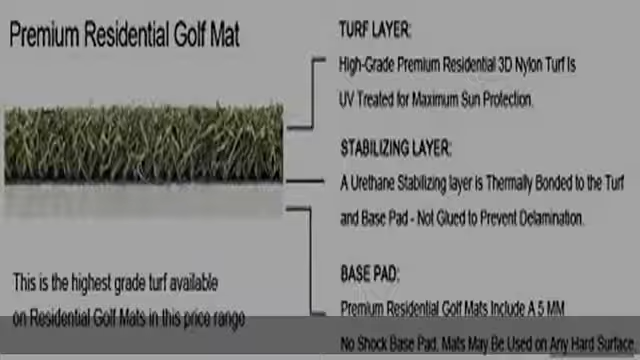 Premium Residential Golf Mat
TURF LAYER:
High-Grade Premium Residential 3D Nylon Turf Is
UV Treated for Maximum Sun Protection.
STABILIZING LAYER:
A Urethane Stabilizing layer is Thermally Bonded to the Turf
and Base Pad - Not Glued to Prevent Delamination.
BASE PAD:
Premium Residential Golf Mats Include A 5 MM
No Shock Base Pad. Mats May Be Used on Any Hard Surface.
This is the highest grade turf available
on Residential Golf Mats in this price range